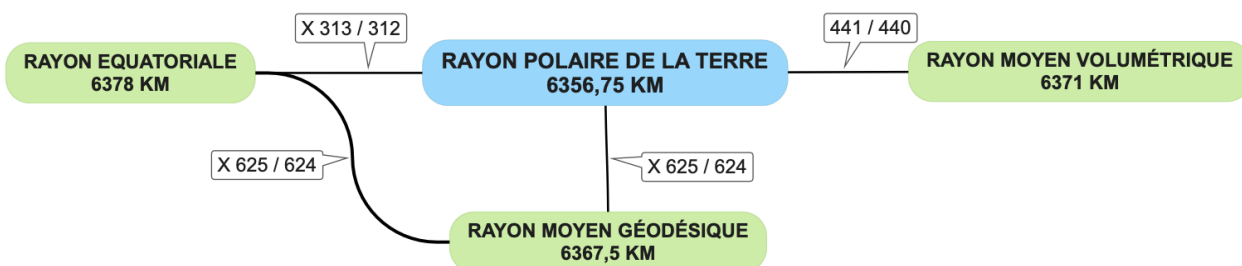 X 313 / 312
441 / 440
RAYON EQUATORIALE
6378 KM
RAYON POLAIRE DE LA TERRE
6356,75 KM
RAYON MOYEN VOLUMÉTRIQUE
6371 KM
X 625 / 624
X 625 / 624
RAYON MOYEN GÉODÉSIQUE
6367,5 KM